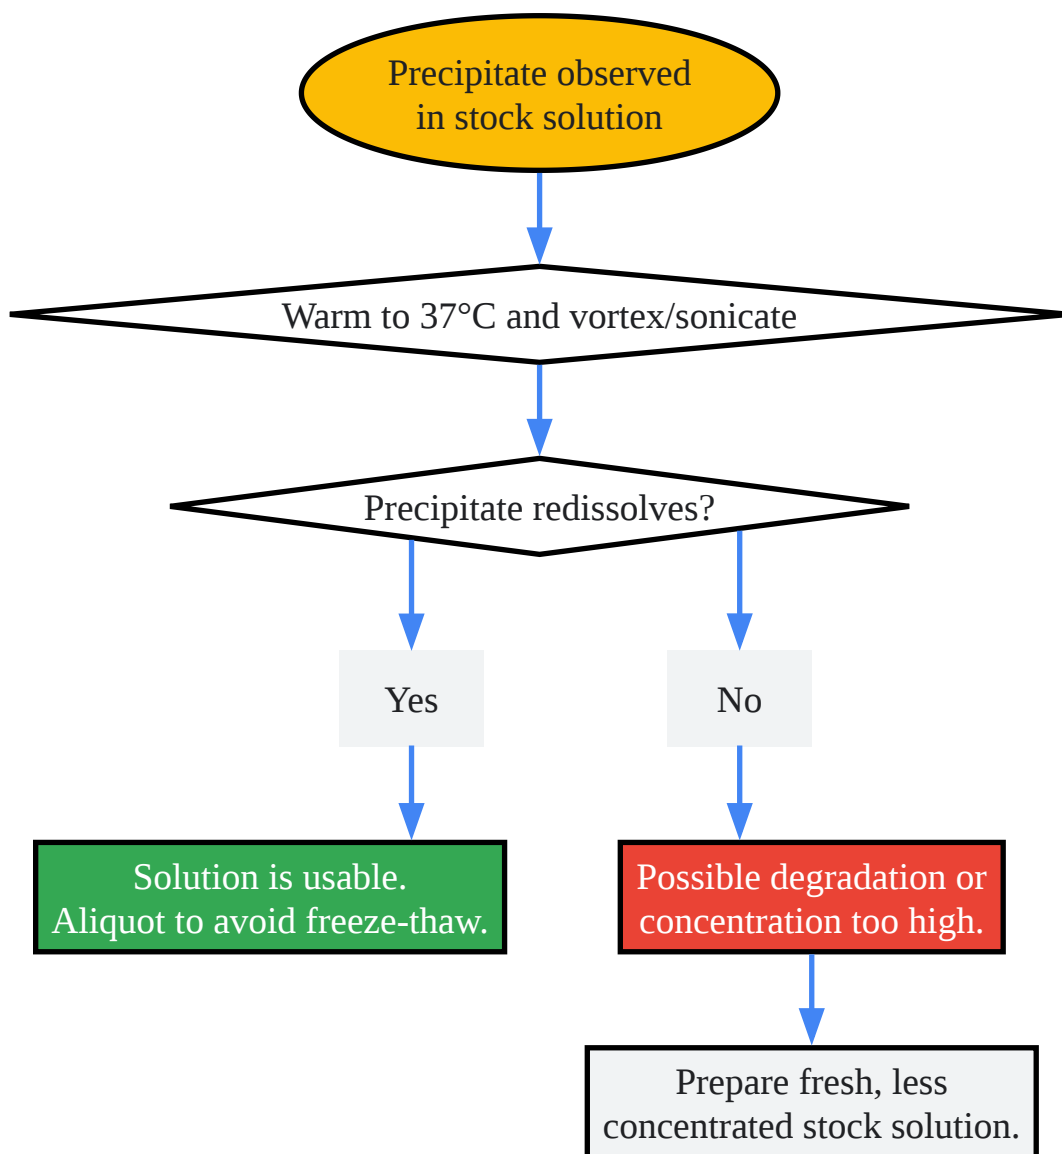 Precipitate observed
in stock solution
Warm to 37°C and vortex/sonicate
Precipitate redissolves?
Yes
No
Solution is usable.
Aliquot to avoid freeze-thaw.
Possible degradation or
concentration too high.
Prepare fresh, less
concentrated stock solution.